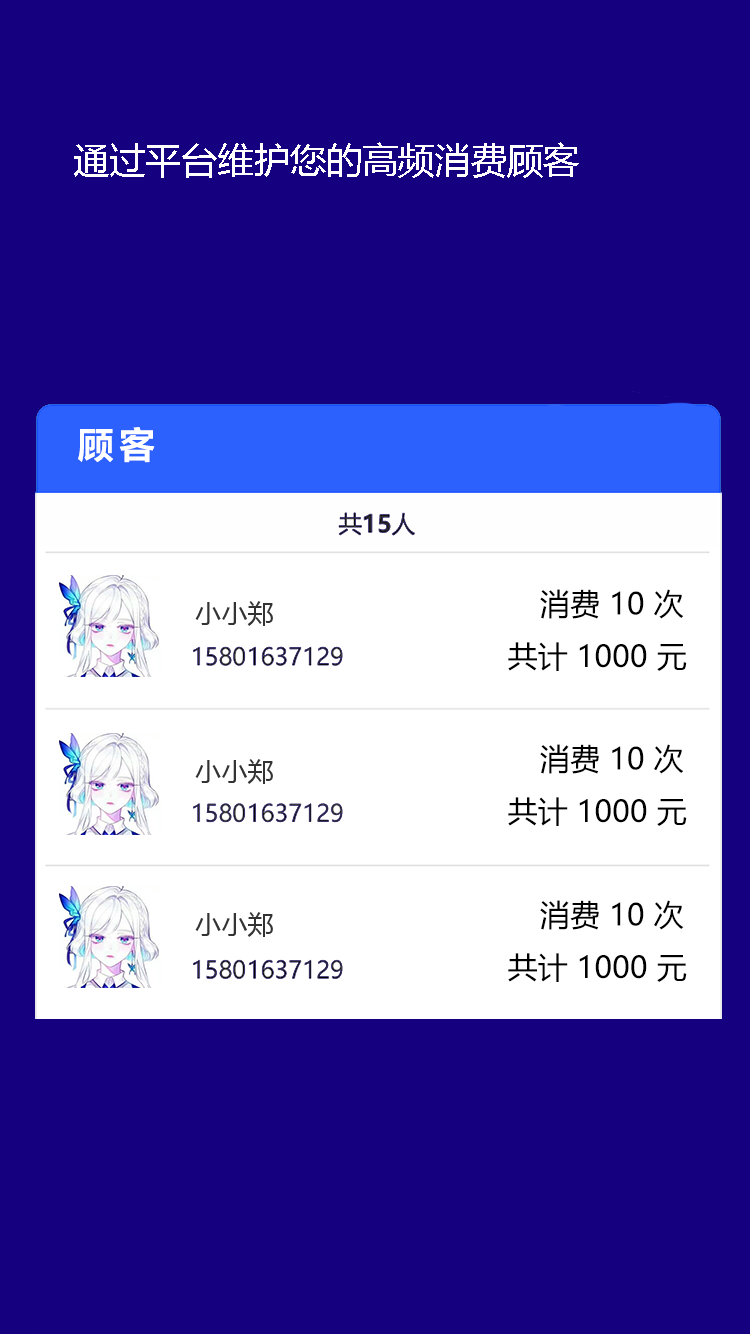 通过平台维护您的高频消费顾客
顾客
共15人
小小郑
消费 10 次
15801637129
共计 1000 元
小小郑
消费 10 次
15801637129
共计 1000 元
小小郑
消费 10 次
15801637129
共计 1000 元